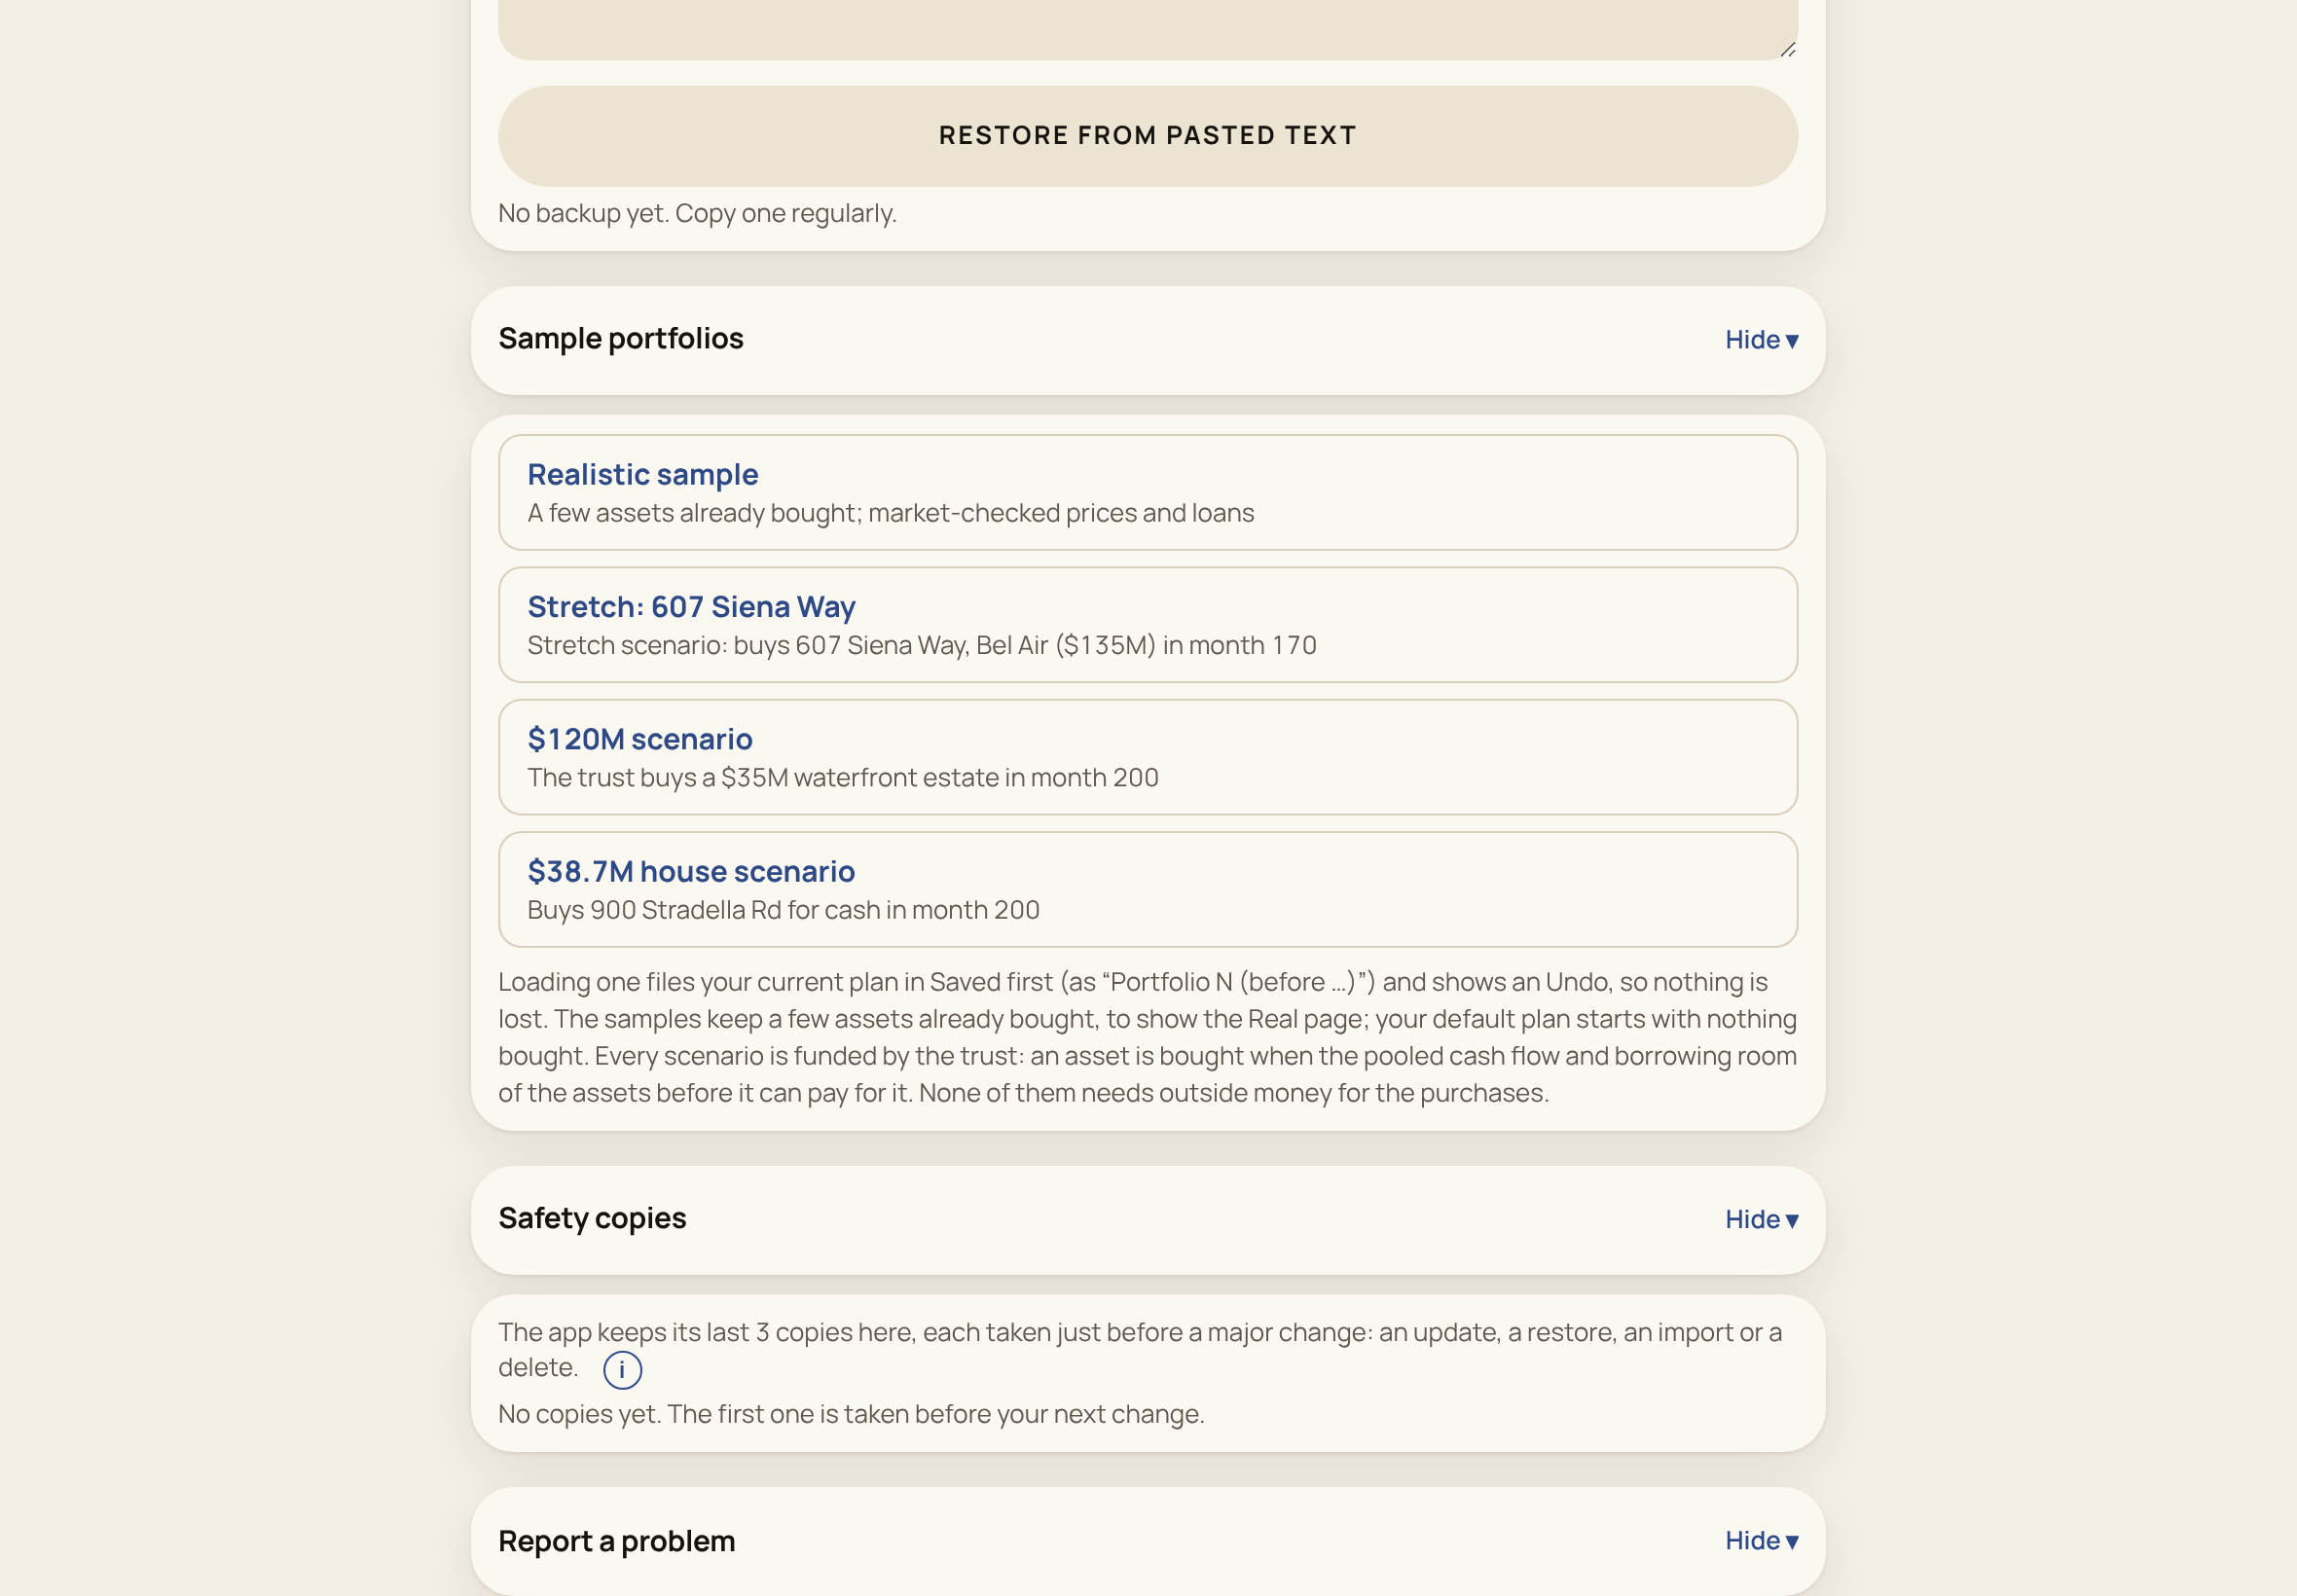 RESTORE FROM PASTED TEXT
No backup yet. Copy one regularly.
Sample portfolios
Hide ▾
Realistic sample
A few assets already bought; market-checked prices and loans
Stretch: 607 Siena Way
Stretch scenario: buys 607 Siena Way, Bel Air ($135M) in month 170
$120M scenario
The trust buys a $35M waterfront estate in month 200
$38.7M house scenario
Buys 900 Stradella Rd for cash in month 200
Loading one files your current plan in Saved first (as “Portfolio N (before …)”) and shows an Undo, so nothing is
lost. The samples keep a few assets already bought, to show the Real page; your default plan starts with nothing
bought. Every scenario is funded by the trust: an asset is bought when the pooled cash flow and borrowing room
of the assets before it can pay for it. None of them needs outside money for the purchases.
Safety copies
Hide ▾
The app keeps its last 3 copies here, each taken just before a major change: an update, a restore, an import or a
delete. i
No copies yet. The first one is taken before your next change.
Report a problem
Hide ▾